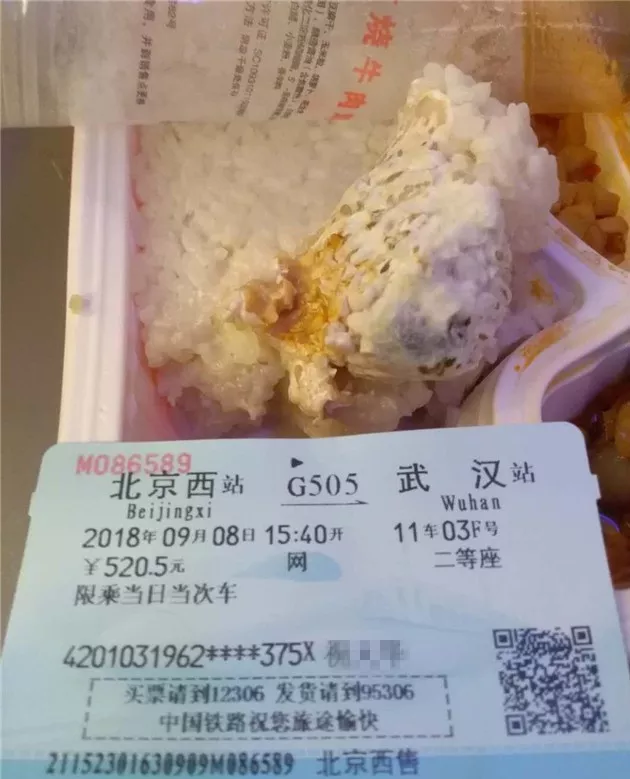 烧牛肉
M086589
北京西站 G505 武汉站
Beijingxi Wuhan
2018年09月08日 15:40开 11车03F号
¥520.5元 网 二等座
限乘当日当次车
4201031962****375X
买票请到12306 发货请到95306
中国铁路祝您旅途愉快
21152301630909M086589 北京西售